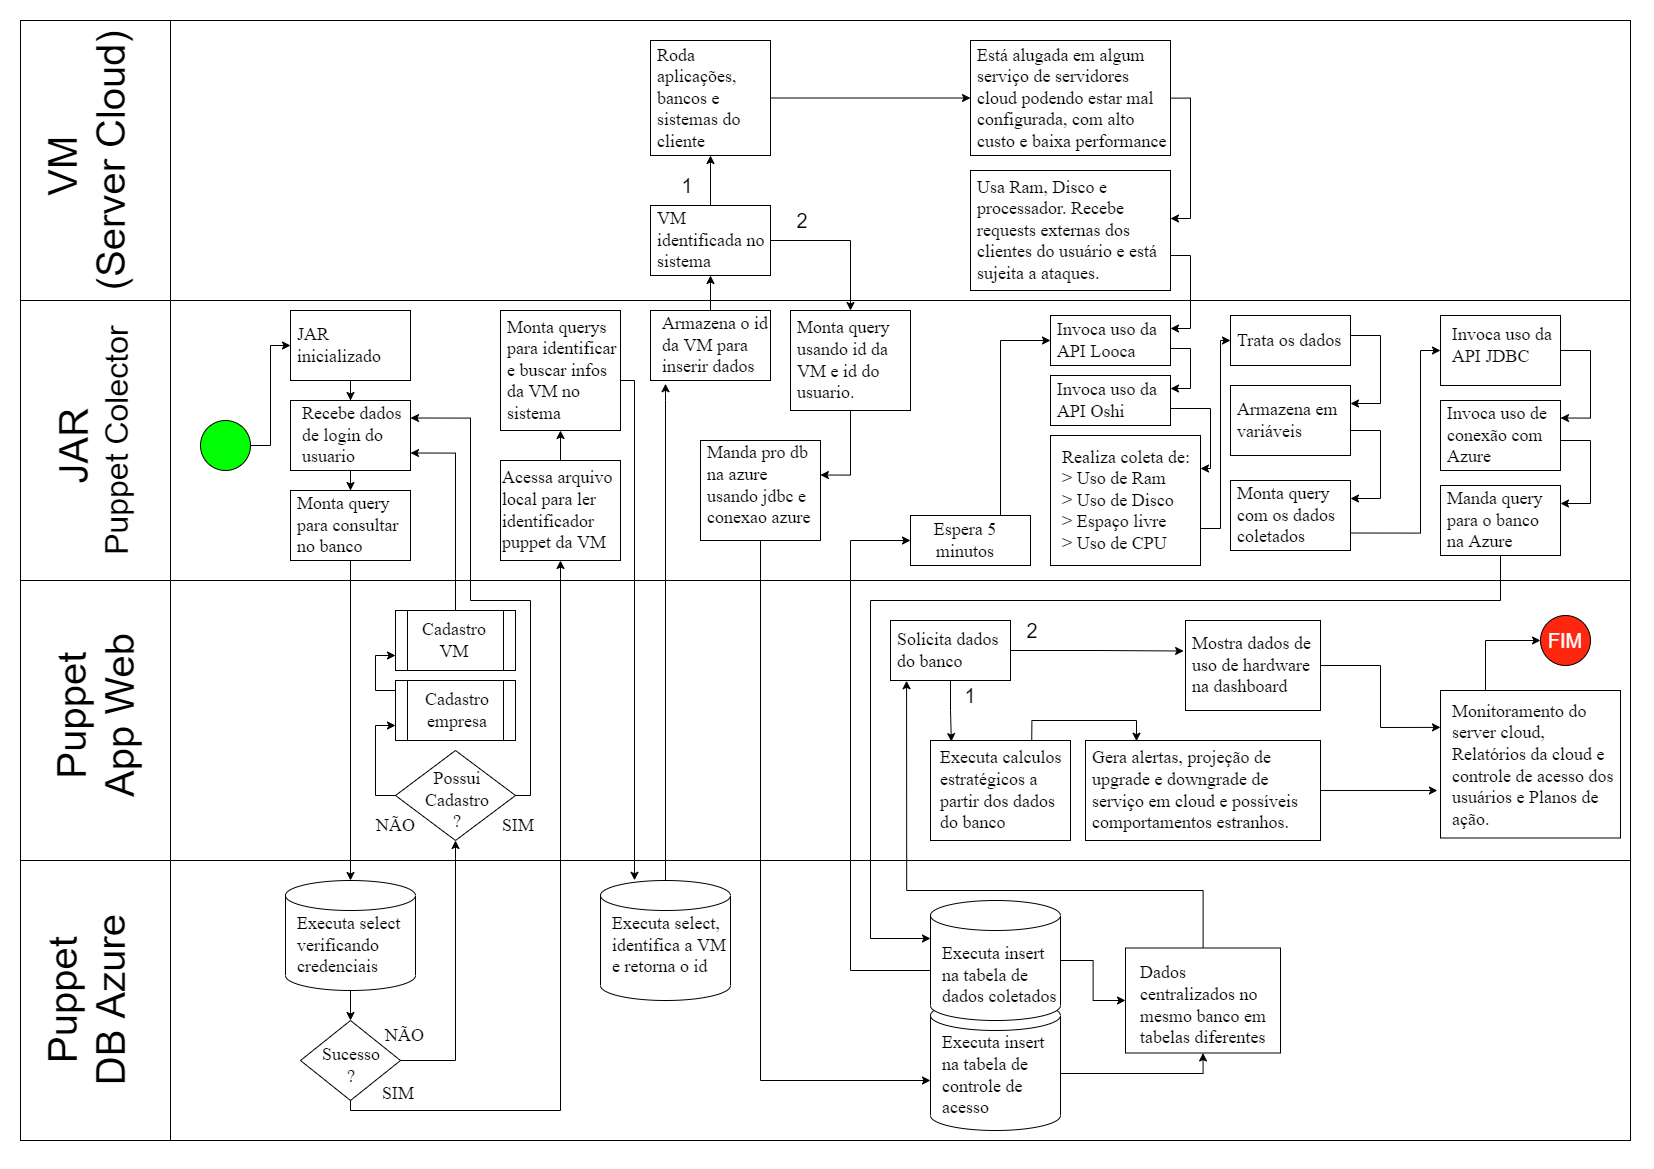 VM
(Server Cloud)
Roda
aplicações,
bancos e
sistemas do
cliente
Está alugada em algum
serviço de servidores
cloud podendo estar mal
configurada, com alto
custo e baixa performance
1
VM
identificada no
sistema
2
Usa Ram, Disco e
processador. Recebe
requests externas dos
clientes do usuário e está
sujeita a ataques.
JAR
Puppet Colector
JAR
inicializado
Recebe dados
de login do
usuario
Monta query
para consultar
no banco
Monta querys
para identificar
e buscar infos
da VM no
sistema
Acessa arquivo
local para ler
identificador
puppet da VM
Armazena o id
da VM para
inserir dados
Monta query
usando id da
VM e id do
usuario.
Manda pro db
na azure
usando jdbc e
conexao azure
Espera 5
minutos
Invoca uso da
API Looca
Invoca uso da
API Oshi
Realiza coleta de:
> Uso de Ram
> Uso de Disco
> Espaço livre
> Uso de CPU
Trata os dados
Armazena em
variáveis
Monta query
com os dados
coletados
Invoca uso da
API JDBC
Invoca uso de
conexão com
Azure
Manda query
para o banco
na Azure
Puppet
App Web
Cadastro
VM
Cadastro
empresa
Possui
Cadastro
?
NÃO
SIM
Solicita dados
do banco
2
1
Mostra dados de
uso de hardware
na dashboard
FIM
Executa calculos
estratégicos a
partir dos dados
do banco
Gera alertas, projeção de
upgrade e downgrade de
serviço em cloud e possíveis
comportamentos estranhos.
Monitoramento do
server cloud,
Relatórios da cloud e
controle de acesso dos
usuários e Planos de
ação.
Puppet
DB Azure
Executa select
verificando
credenciais
Sucesso
?
NÃO
SIM
Executa select,
identifica a VM
e retorna o id
Executa insert
na tabela de
dados coletados
Executa insert
na tabela de
controle de
acesso
Dados
centralizados no
mesmo banco em
tabelas diferentes